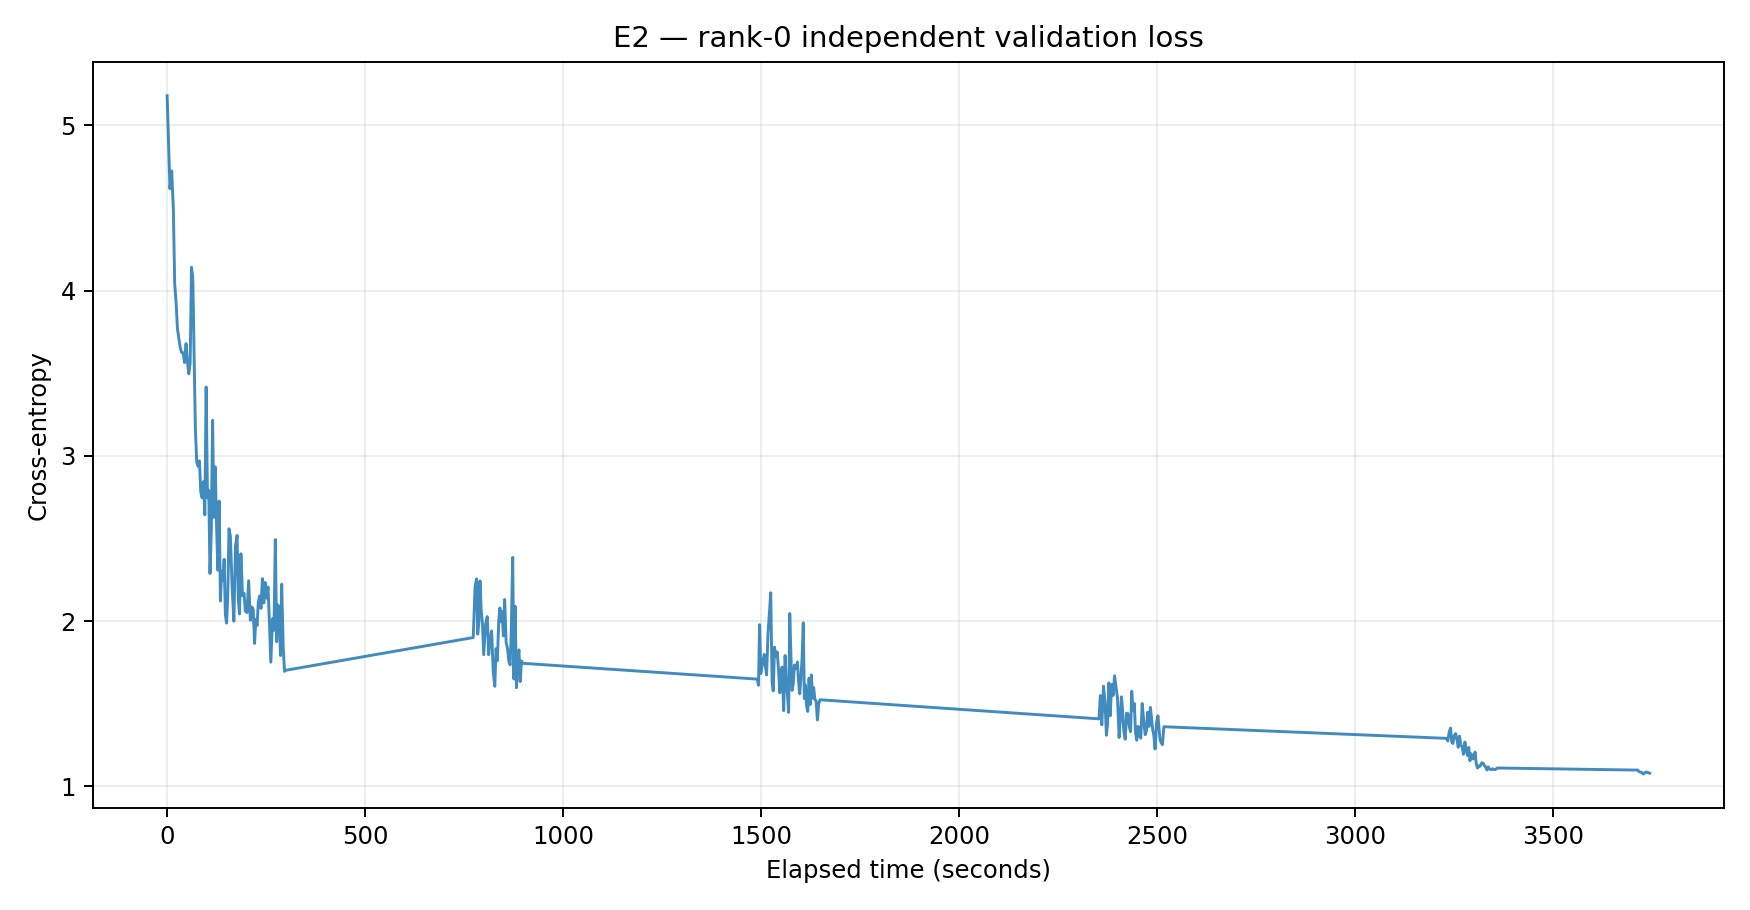 E2 — rank-0 independent validation loss
Cross-entropy
5
4
3
2
1
0 500 1000 1500 2000 2500 3000 3500
Elapsed time (seconds)